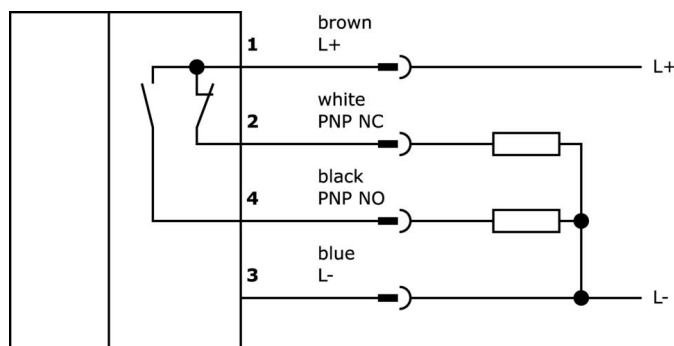 brown
1 L+
L+
white
2 PNP NC
black
4 PNP NO
blue
3 L-
L-